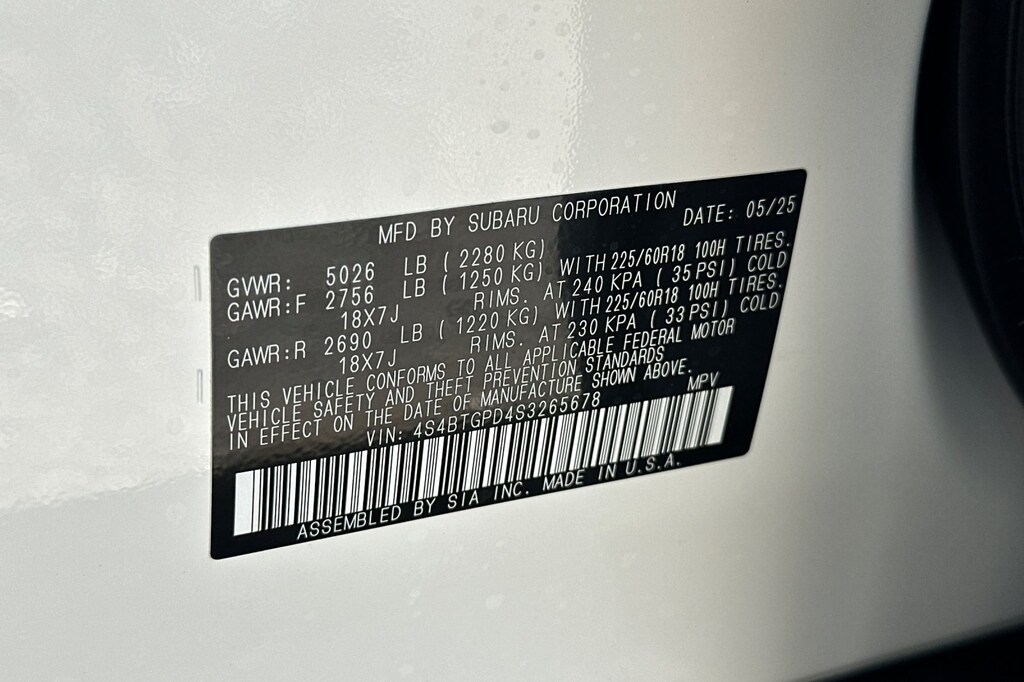 MFD BY SUBARU CORPORATION DATE: 05/25
GVWR: 5026 LB ( 2280 KG)
GAWR:F 2756 LB ( 1250 KG) WITH 225/60R18 100H TIRES.
18X7J RIMS. AT 240 KPA ( 35 PSI) COLD
GAWR:R 2690 LB ( 1220 KG) WITH 225/60R18 100H TIRES.
18X7J RIMS. AT 230 KPA ( 33 PSI) COLD
THIS VEHICLE CONFORMS TO ALL APPLICABLE FEDERAL MOTOR
VEHICLE SAFETY AND THEFT PREVENTION STANDARDS
IN EFFECT ON THE DATE OF MANUFACTURE SHOWN ABOVE.
VIN: 4S4BTGPD4S3265678 MPV
ASSEMBLED BY SIA INC. MADE IN U.S.A.